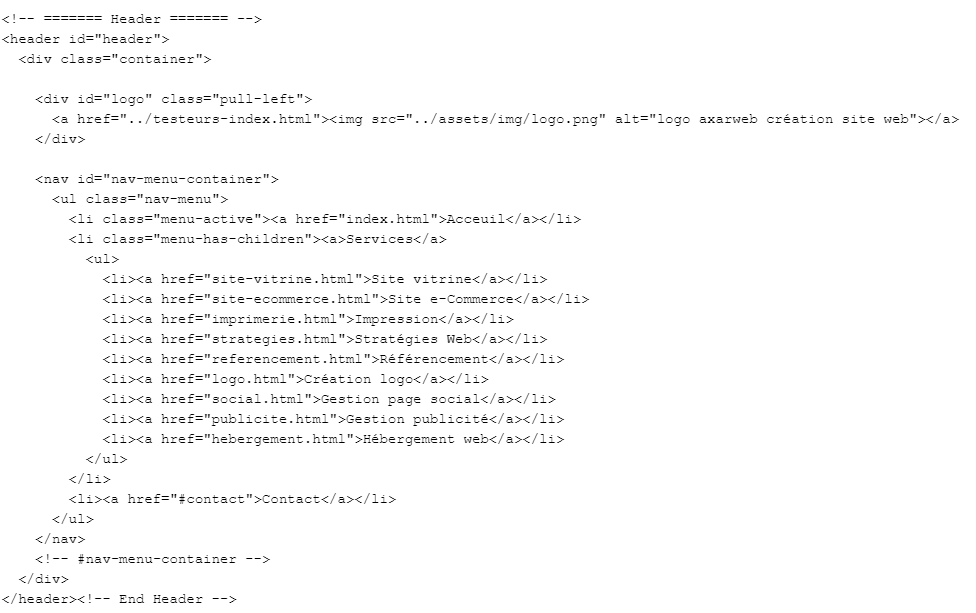 <!-- ======= Header ======= -->
<header id="header">
<div class="container">
<div id="logo" class="pull-left">
<a href="../testeurs-index.html"><img src="../assets/img/logo.png" alt="logo axarweb création site web"></a>
</div>
<nav id="nav-menu-container">
<ul class="nav-menu">
<li class="menu-active"><a href="index.html">Acceuil</a></li>
<li class="menu-has-children"><a>Services</a>
<ul>
<li><a href="site-vitrine.html">Site vitrine</a></li>
<li><a href="site-ecommerce.html">Site e-Commerce</a></li>
<li><a href="imprimerie.html">Impression</a></li>
<li><a href="strategies.html">Stratégies Web</a></li>
<li><a href="referencement.html">Référencement</a></li>
<li><a href="logo.html">Création logo</a></li>
<li><a href="social.html">Gestion page social</a></li>
<li><a href="publicite.html">Gestion publicité</a></li>
<li><a href="hebergement.html">Hébergement web</a></li>
</ul>
</li>
<li><a href="#contact">Contact</a></li>
</ul>
</nav>
<!-- #nav-menu-container -->
</div>
</header><!-- End Header -->